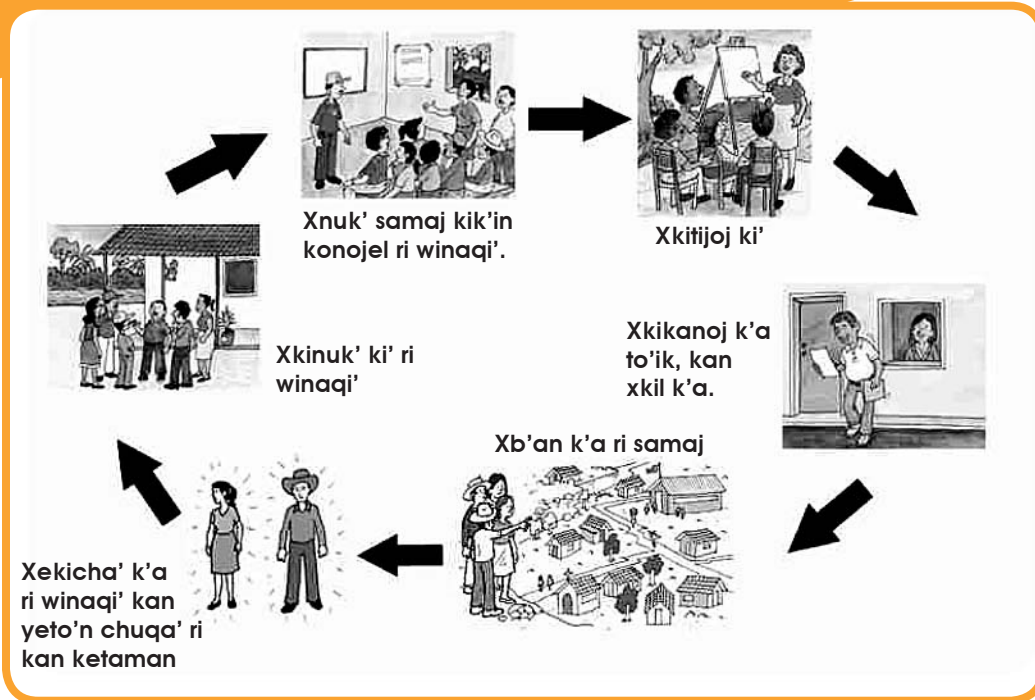 Xnuk' samaj kik'in
konojel ri winaqi'.
Xkitijoj ki'
Xkikanoj k'a
to'ik, kan
xkil k'a.
Xb'an k'a ri samaj
Xekicha' k'a
ri winaqi' kan
yeto'n chuqa' ri
kan ketaman
Xkinuk' ki' ri
winaqi'